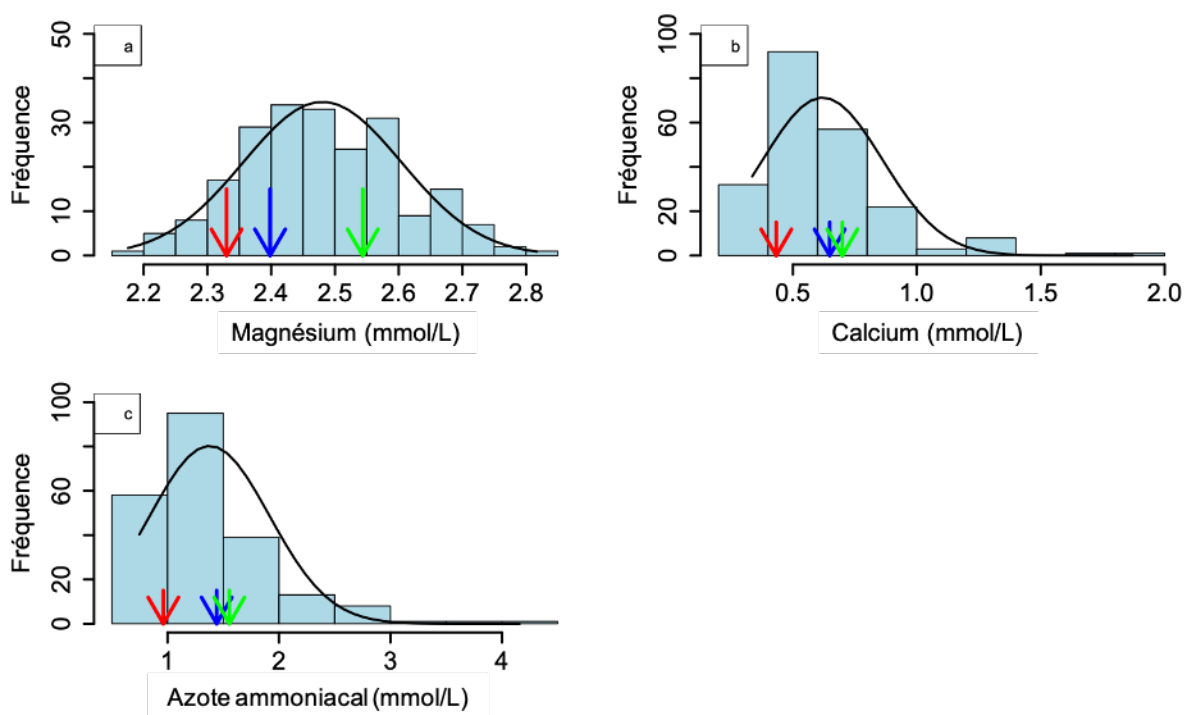 a
Fréquence
50
30
10
0
2.2 2.3 2.4 2.5 2.6 2.7 2.8
Magnésium (mmol/L)
b
Fréquence
100
60
20
0
0.5 1.0 1.5 2.0
Calcium (mmol/L)
c
Fréquence
100
60
20
0
1 2 3 4
Azote ammoniacal (mmol/L)